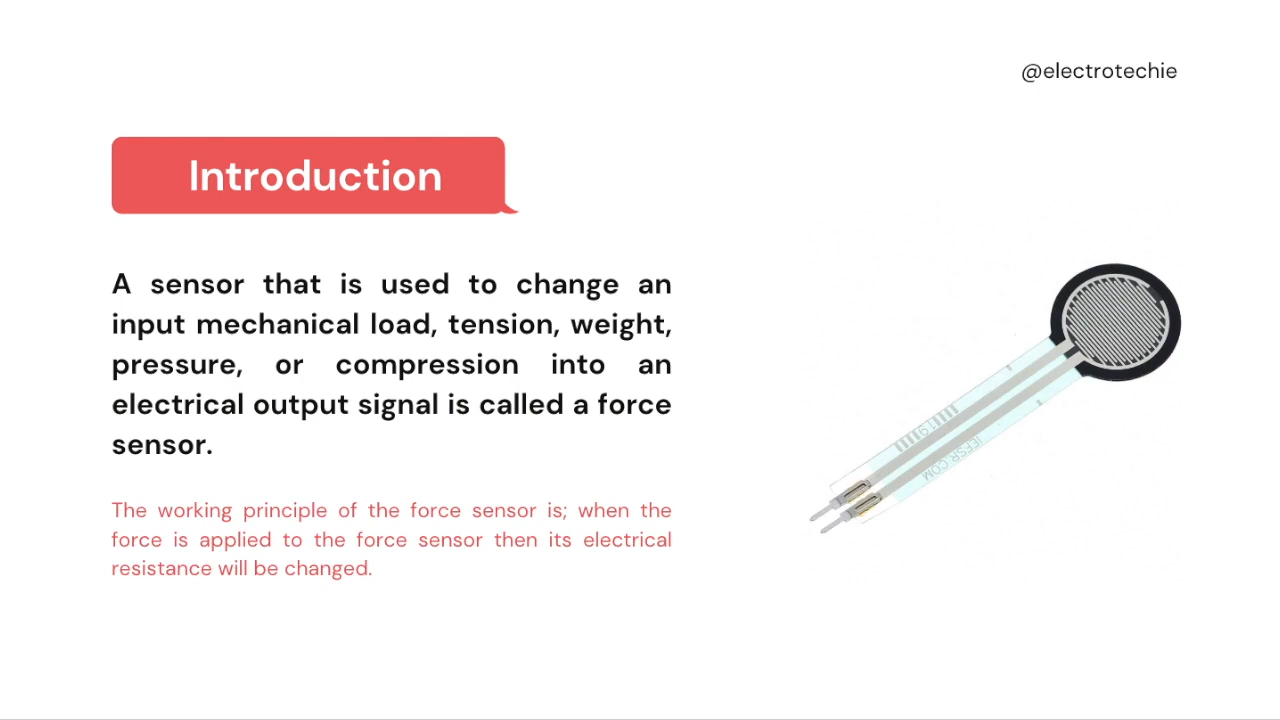 @electrotechie
Introduction
A sensor that is used to change an
input mechanical load, tension, weight,
pressure, or compression into an
electrical output signal is called a force
sensor.
The working principle of the force sensor is; when the
force is applied to the force sensor then its electrical
resistance will be changed.